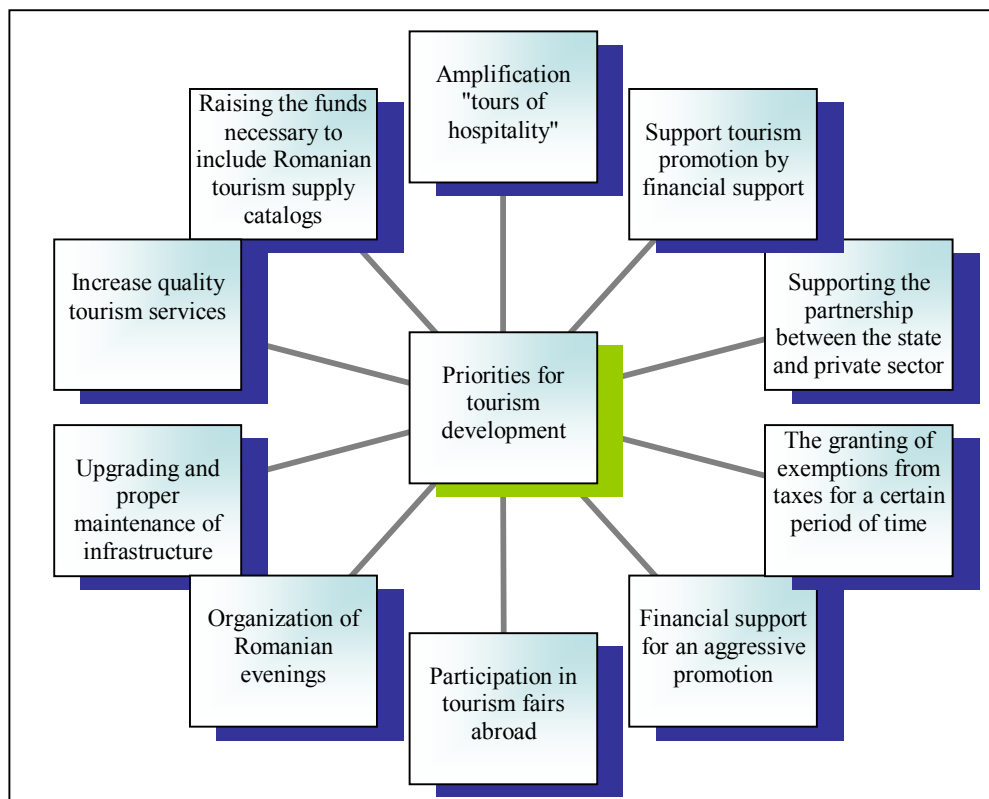 Amplification
"tours of
hospitality"
Raising the funds
necessary to
include Romanian
tourism supply
catalogs
Support tourism
promotion by
financial support
Increase quality
tourism services
Supporting the
partnership
between the state
and private sector
Priorities for
tourism
development
Upgrading and
proper
maintenance of
infrastructure
The granting of
exemptions from
taxes for a certain
period of time
Organization of
Romanian
evenings
Financial support
for an aggressive
promotion
Participation in
tourism fairs
abroad